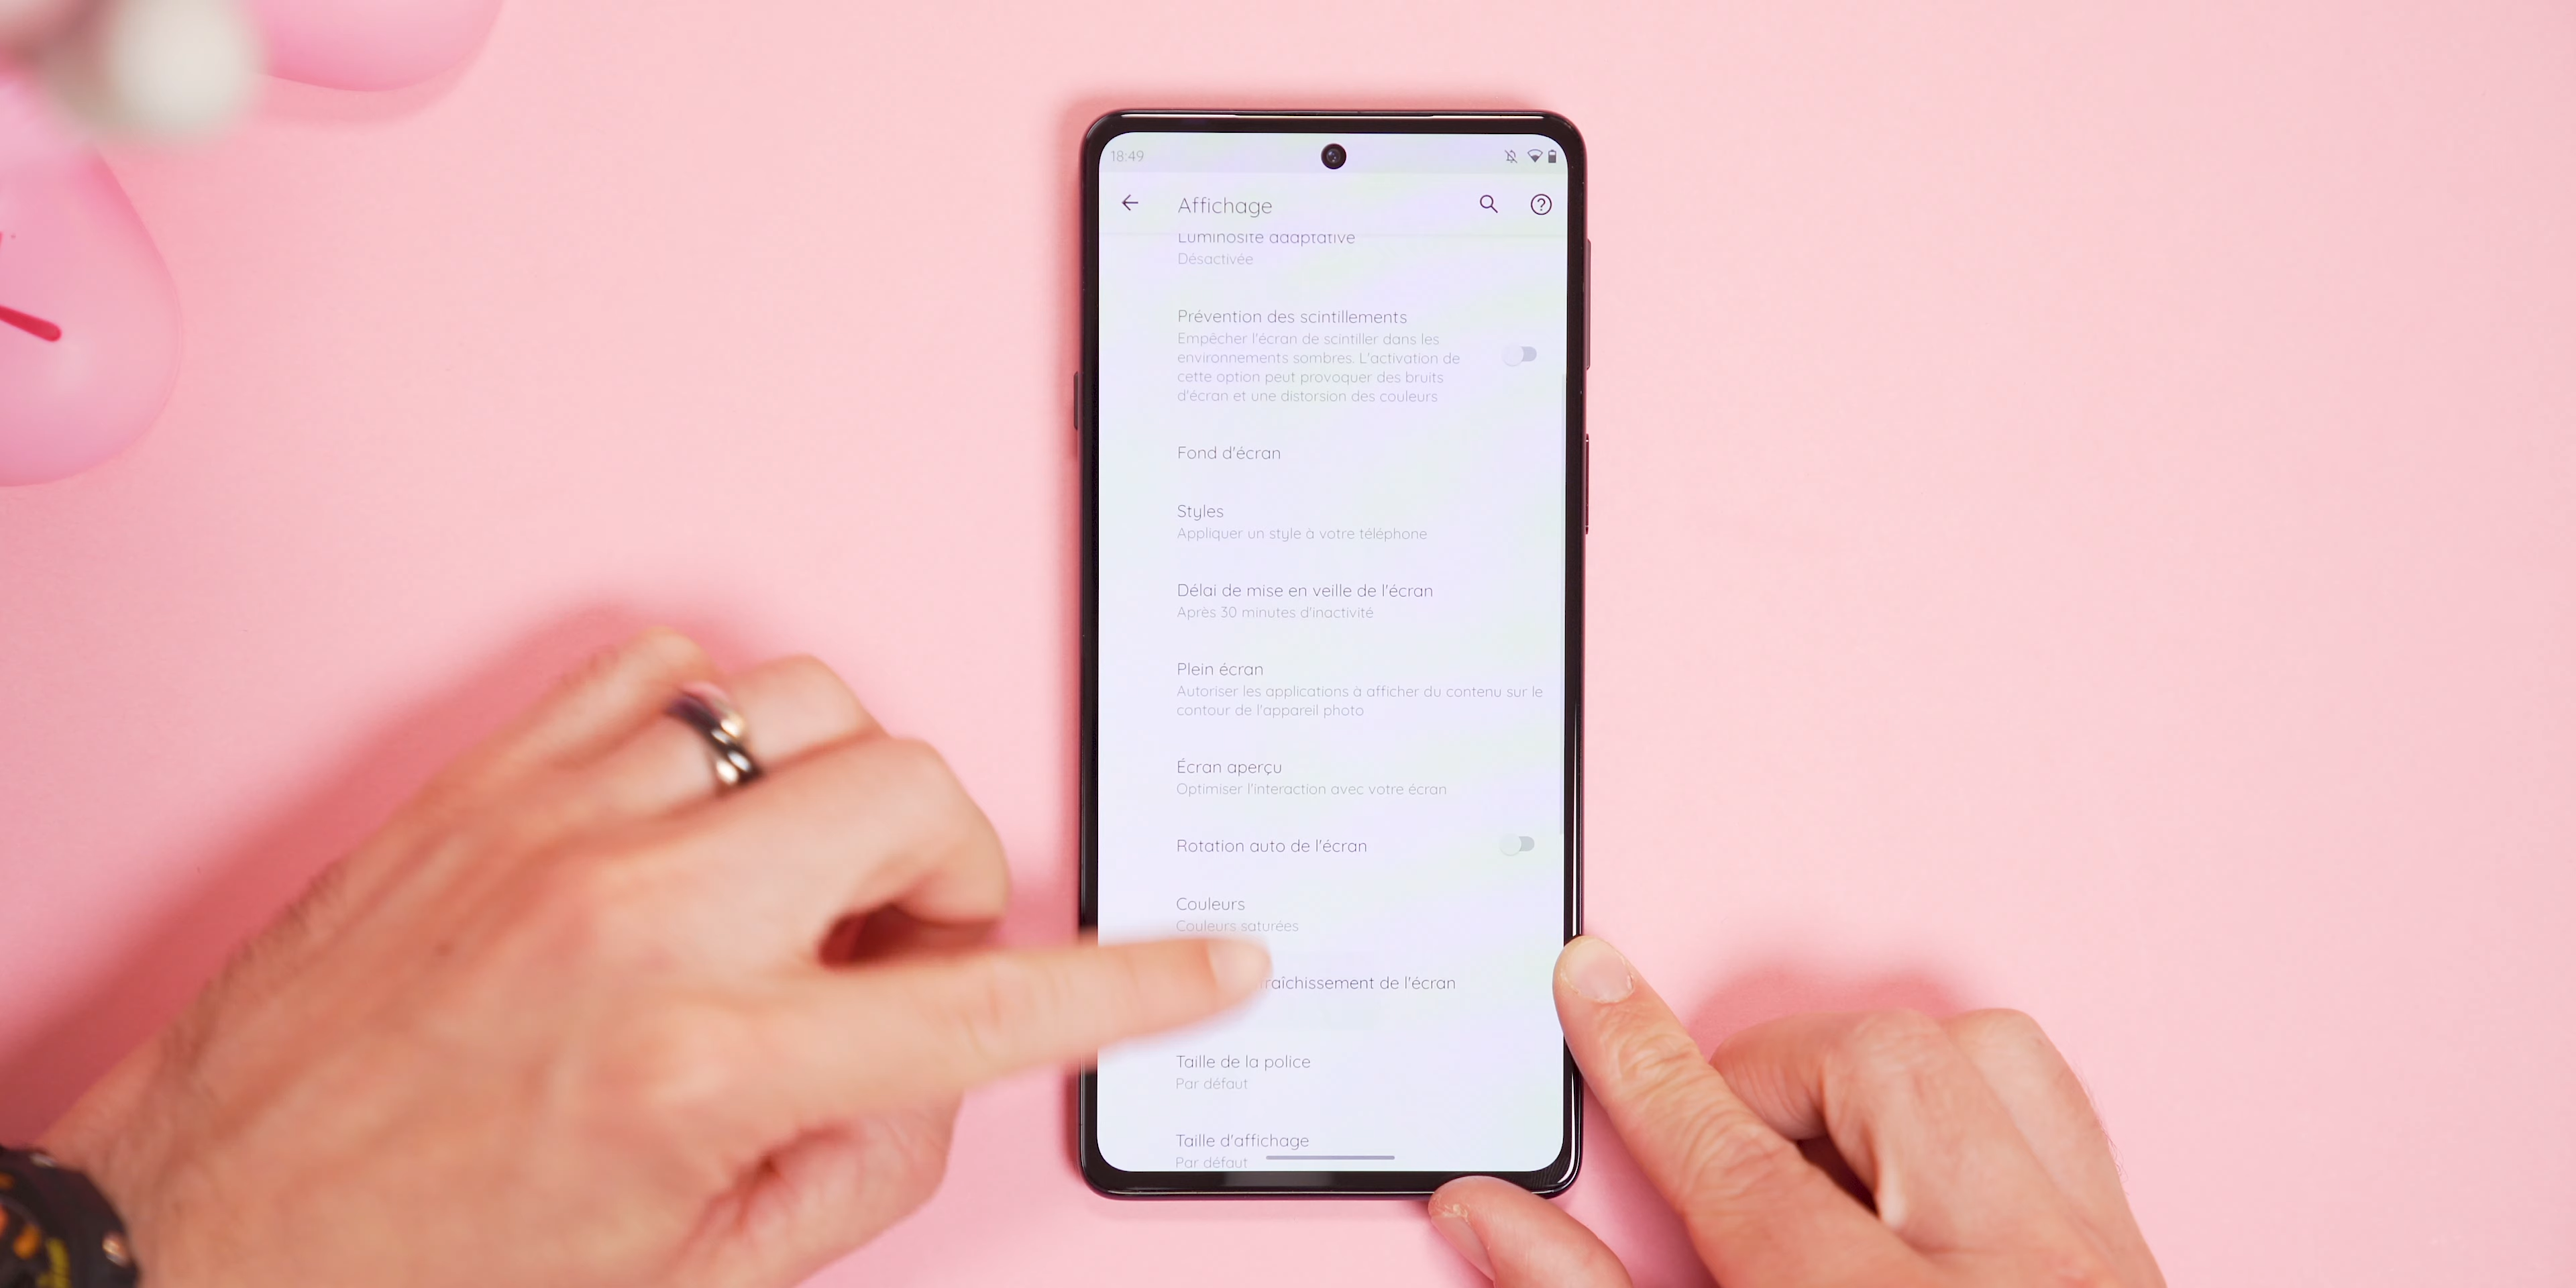 18:49
Affichage
Luminosité adaptative
Désactivée
Prévention des scintillements
Empêcher l'écran de scintiller dans les
environnements sombres. L'activation de
cette option peut provoquer des bruits
d'écran et une distorsion des couleurs
Fond d'écran
Styles
Appliquer un style à votre téléphone
Délai de mise en veille de l'écran
Après 30 minutes d'inactivité
Plein écran
Autoriser les applications à afficher du contenu sur le
contour de l'appareil photo
Écran aperçu
Optimiser l'interaction avec votre écran
Rotation auto de l'écran
Couleurs
Couleurs saturées
raîchissement de l'écran
Taille de la police
Par défaut
Taille d'affichage
Par défaut